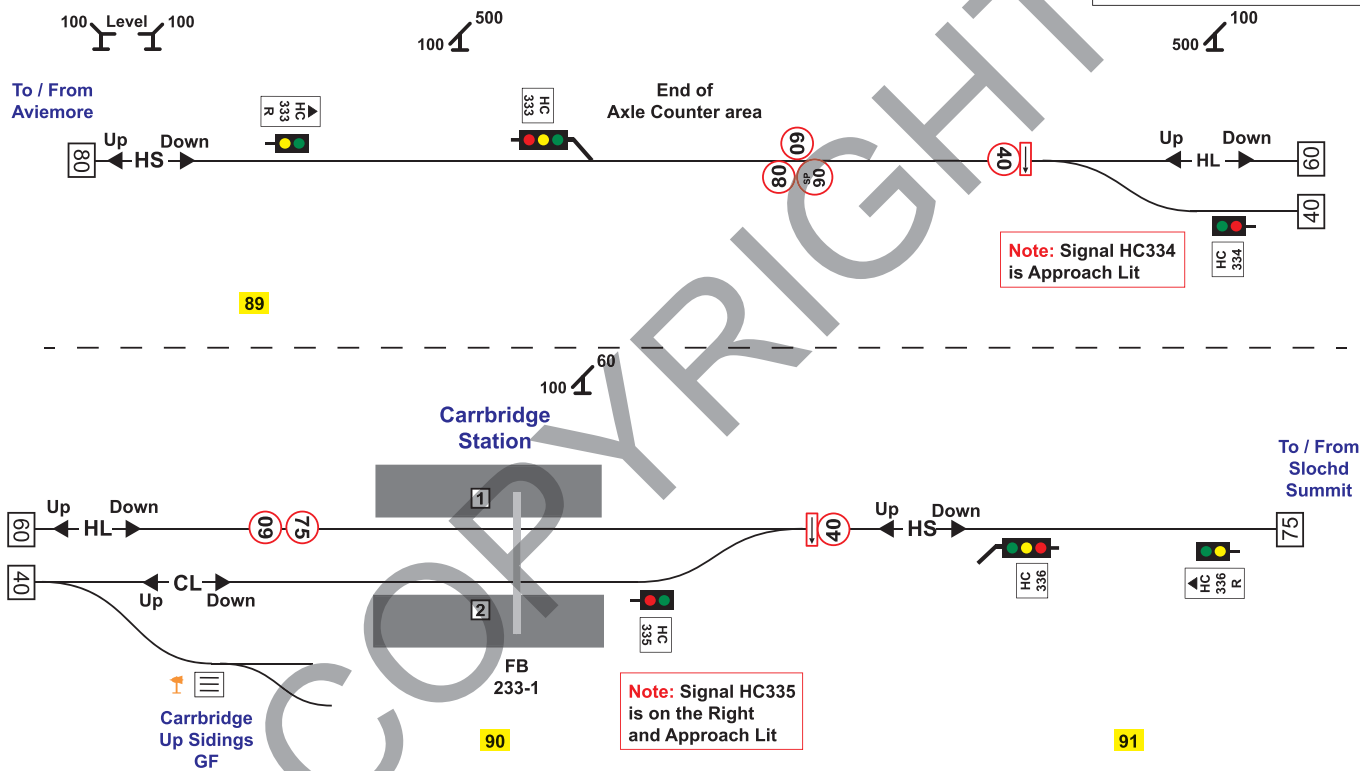 100 Level 100
100 500
500 100
To / From
Aviemore
80
Up HS Down
HC
333
R
HC
333
End of
Axle Counter area
60
80
SP
90
40
Up HL Down
60
40
HC
334
Note: Signal HC334
is Approach Lit
89
100 60
Carrbridge
Station
To / From
Slochd
Summit
1
60
Up HL Down
60 75
40
Up HS Down
75
40
CL
Up Down
2
HC
336
HC
336
R
HC
335
FB
233-1
Note: Signal HC335
is on the Right
and Approach Lit
Carrbridge
Up Sidings
GF
90
91
COPYRIGHT